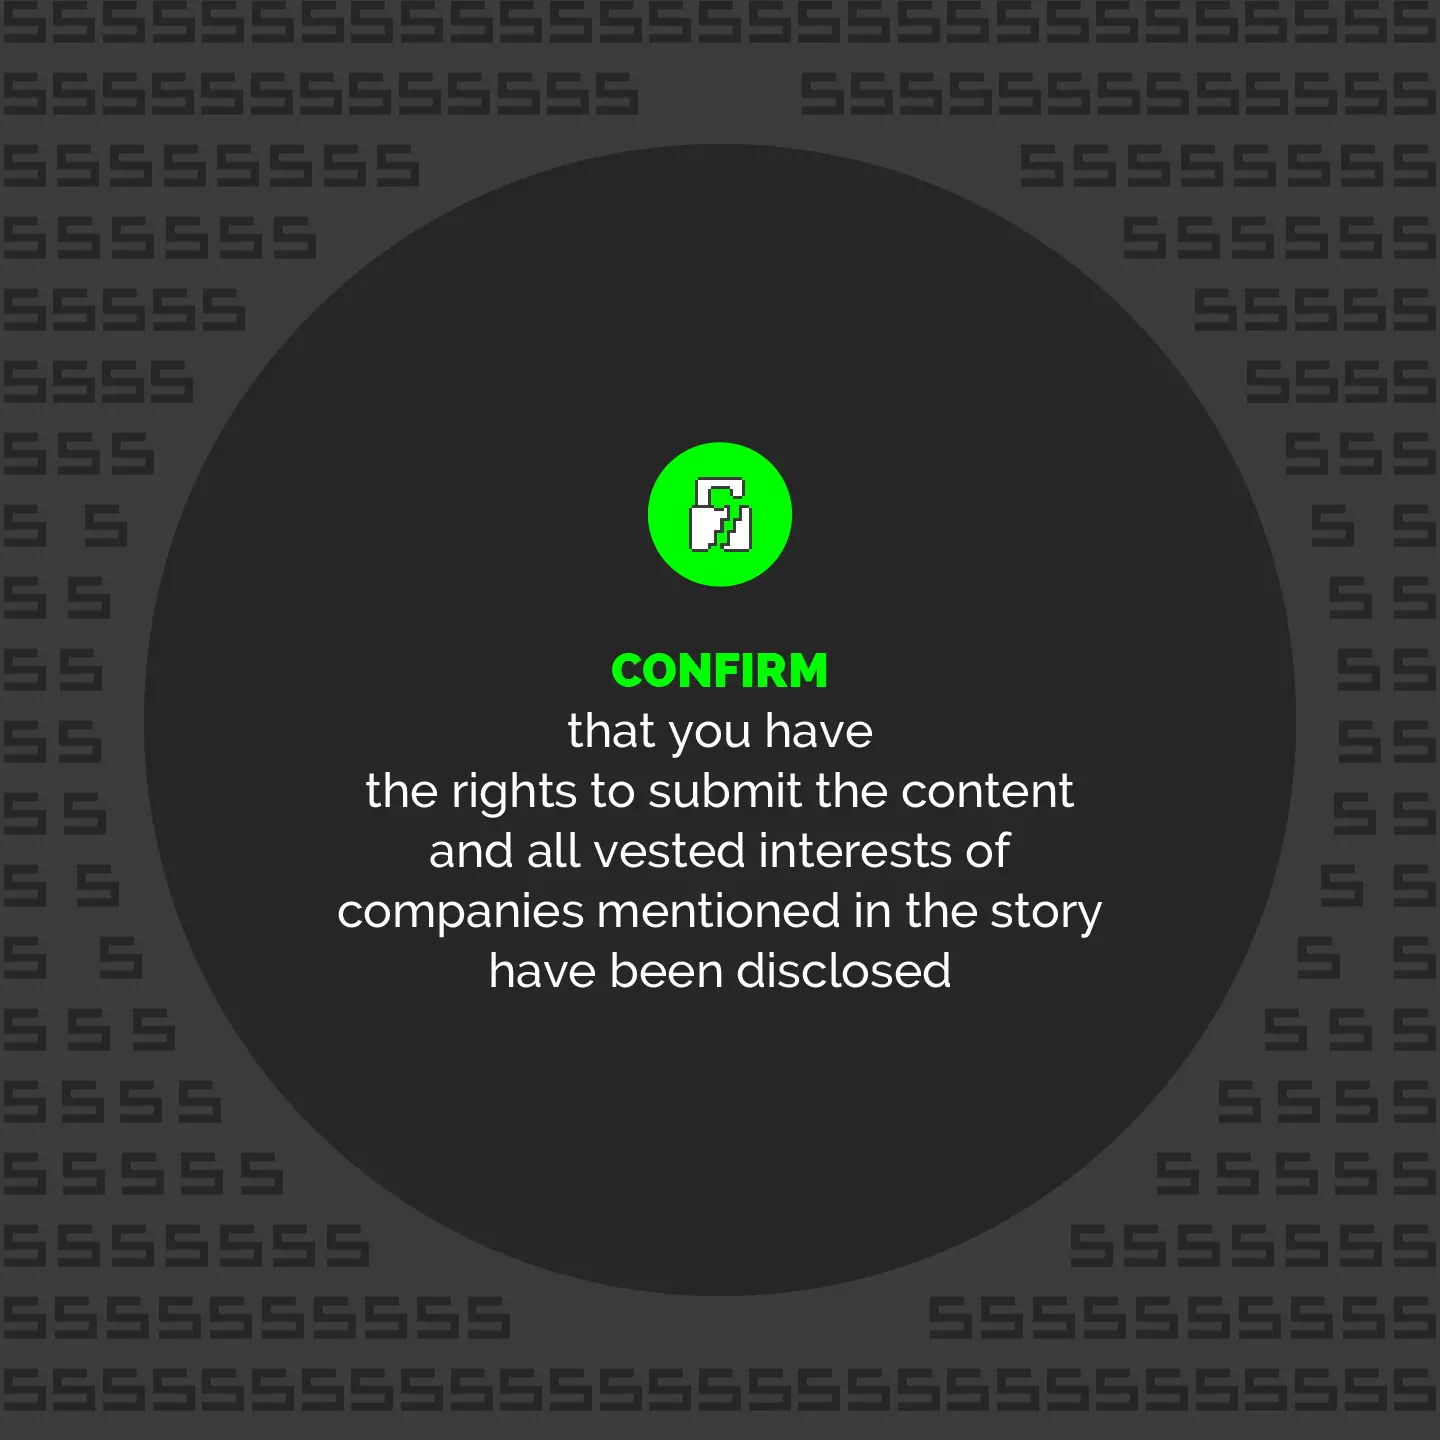 CONFIRM
that you have
the rights to submit the content
and all vested interests of
companies mentioned in the story
have been disclosed